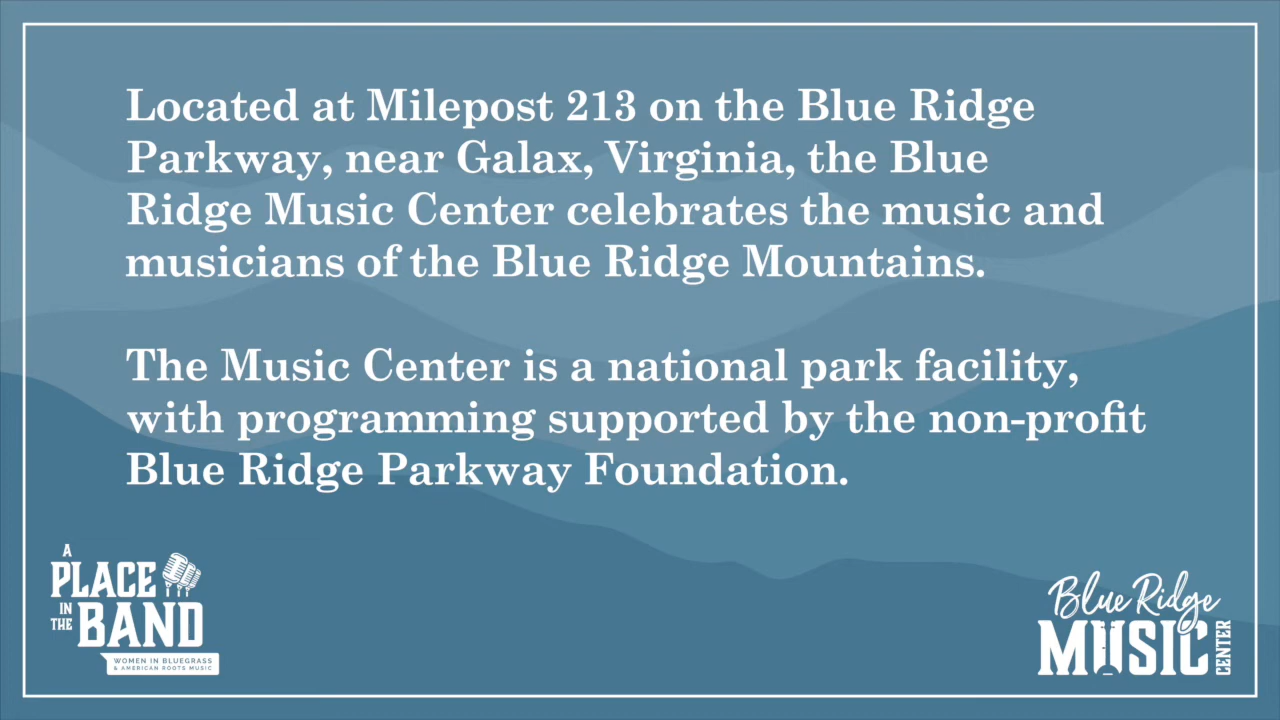 Located at Milepost 213 on the Blue Ridge
Parkway, near Galax, Virginia, the Blue
Ridge Music Center celebrates the music and
musicians of the Blue Ridge Mountains.
The Music Center is a national park facility,
with programming supported by the non-profit
Blue Ridge Parkway Foundation.
A
PLACE
IN THE
BAND
WOMEN IN BLUEGRASS
& AMERICAN ROOTS MUSIC
Blue Ridge
MUSIC
CENTER